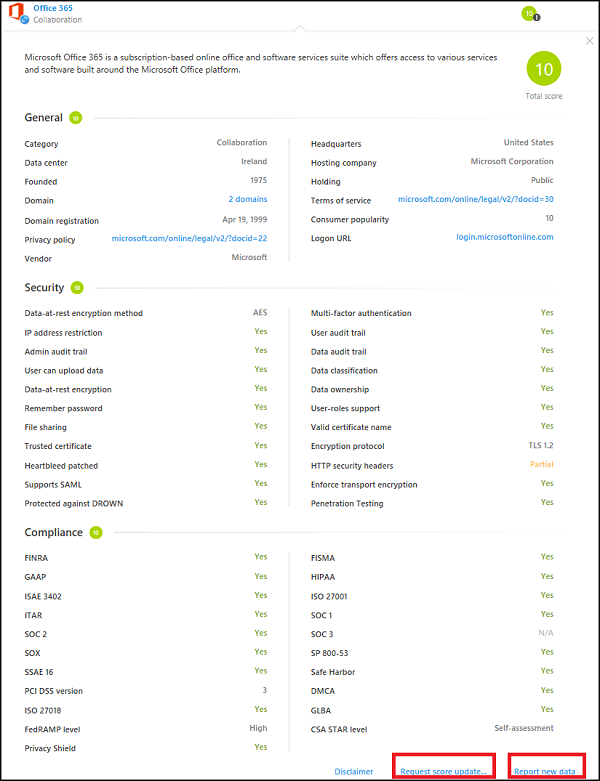 Office 365
Collaboration
10
Microsoft Office 365 is a subscription-based online office and software services suite which offers access to various services
and software built around the Microsoft Office platform.
10
Total score
General 10
Category Collaboration Headquarters United States
Data center Ireland Hosting company Microsoft Corporation
Founded 1975 Holding Public
Domain 2 domains Terms of service microsoft.com/online/legal/v2/?docid=30
Domain registration Apr 19, 1999 Consumer popularity 10
Privacy policy microsoft.com/online/legal/v2/?docid=22 Logon URL login.microsoftonline.com
Vendor Microsoft
Security 10
Data-at-rest encryption method AES Multi-factor authentication Yes
IP address restriction Yes User audit trail Yes
Admin audit trail Yes Data audit trail Yes
User can upload data Yes Data classification Yes
Data-at-rest encryption Yes Data ownership Yes
Remember password Yes User-roles support Yes
File sharing Yes Valid certificate name Yes
Trusted certificate Yes Encryption protocol TLS 1.2
Heartbleed patched Yes HTTP security headers Partial
Supports SAML Yes Enforce transport encryption Yes
Protected against DROWN Yes Penetration Testing Yes
Compliance 10
FINRA Yes FISMA Yes
GAAP Yes HIPAA Yes
ISAE 3402 Yes ISO 27001 Yes
ITAR Yes SOC 1 Yes
SOC 2 Yes SOC 3 N/A
SOX Yes SP 800-53 Yes
SSAE 16 Yes Safe Harbor Yes
PCI DSS version 3 DMCA Yes
ISO 27018 Yes GLBA Yes
FedRAMP level High CSA STAR level Self-assessment
Privacy Shield Yes
Disclaimer Request score update... Report new data